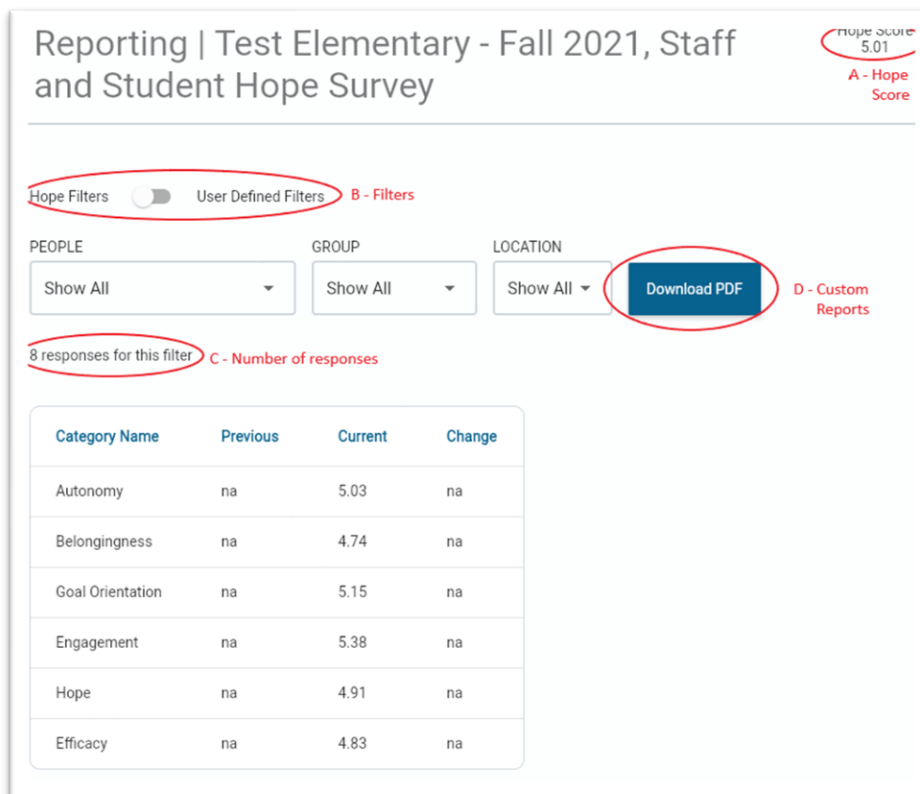 Reporting | Test Elementary - Fall 2021, Staff
and Student Hope Survey
Hope Score
5.01
A - Hope
Score
Hope Filters User Defined Filters B - Filters
PEOPLE GROUP LOCATION
Show All Show All Show All Download PDF D - Custom
Reports
8 responses for this filter C - Number of responses
Category Name Previous Current Change
Autonomy na 5.03 na
Belongingness na 4.74 na
Goal Orientation na 5.15 na
Engagement na 5.38 na
Hope na 4.91 na
Efficacy na 4.83 na